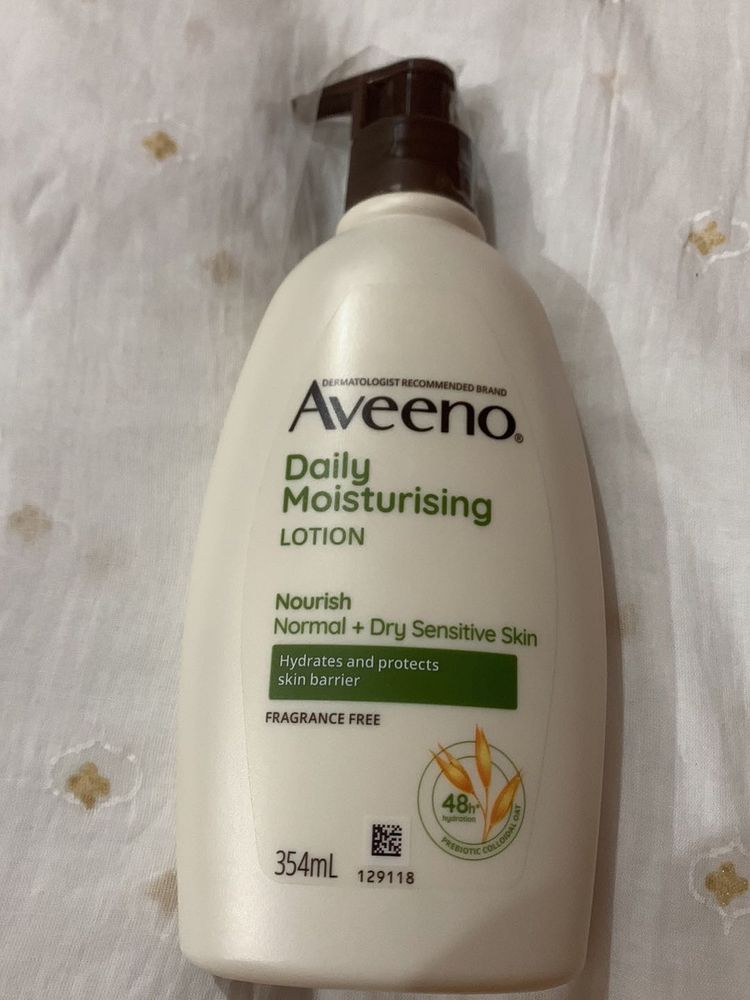 DERMATOLOGIST RECOMMENDED BRAND
Aveeno®
Daily
Moisturising
LOTION
Nourish
Normal + Dry Sensitive Skin
Hydrates and protects
skin barrier
FRAGRANCE FREE
48h*
hydration
PREBIOTIC COLLOIDAL OAT
354mL
129118